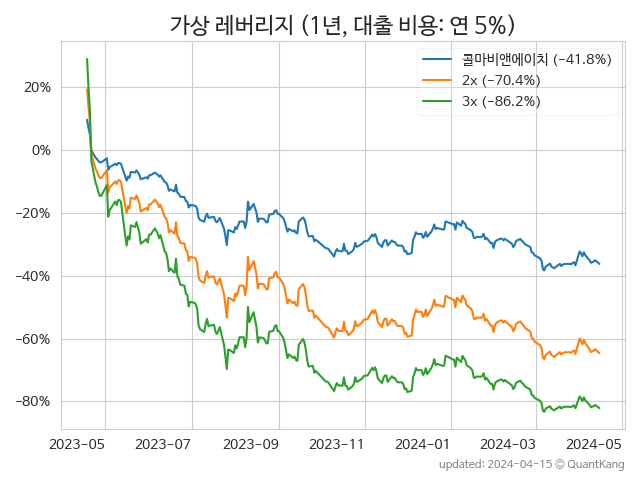 가상 레버리지 (1년, 대출 비용: 연 5%)
콜마비앤에이치 (−41.8%)
2x (−70.4%)
3x (−86.2%)
20%
0%
−20%
−40%
−60%
−80%
2023-05 2023-07 2023-09 2023-11 2024-01 2024-03 2024-05
updated: 2024-04-15 © QuantKang